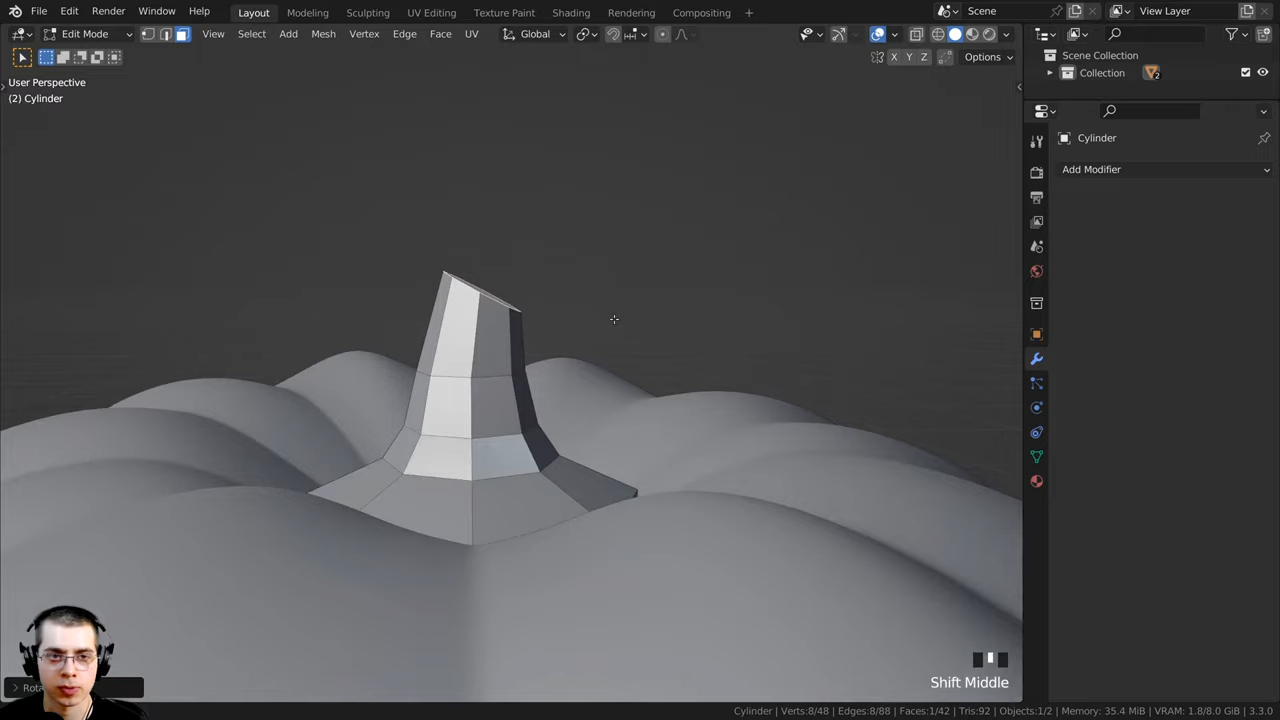 File Edit Render Window Help Layout Modeling Sculpting UV Editing Texture Paint Shading Rendering Compositing + Scene View Layer
Edit Mode View Select Add Mesh Vertex Edge Face UV Global
X Y Z Options
User Perspective
(2) Cylinder
Scene Collection
Collection 2
Cylinder
Add Modifier
Shift Middle
Rota
Cylinder | Verts:8/48 | Edges:8/88 | Faces:1/42 | Tris:92 | Objects:1/2 | Memory: 35.4 MiB | VRAM: 1.8/8.0 GiB | 3.3.0